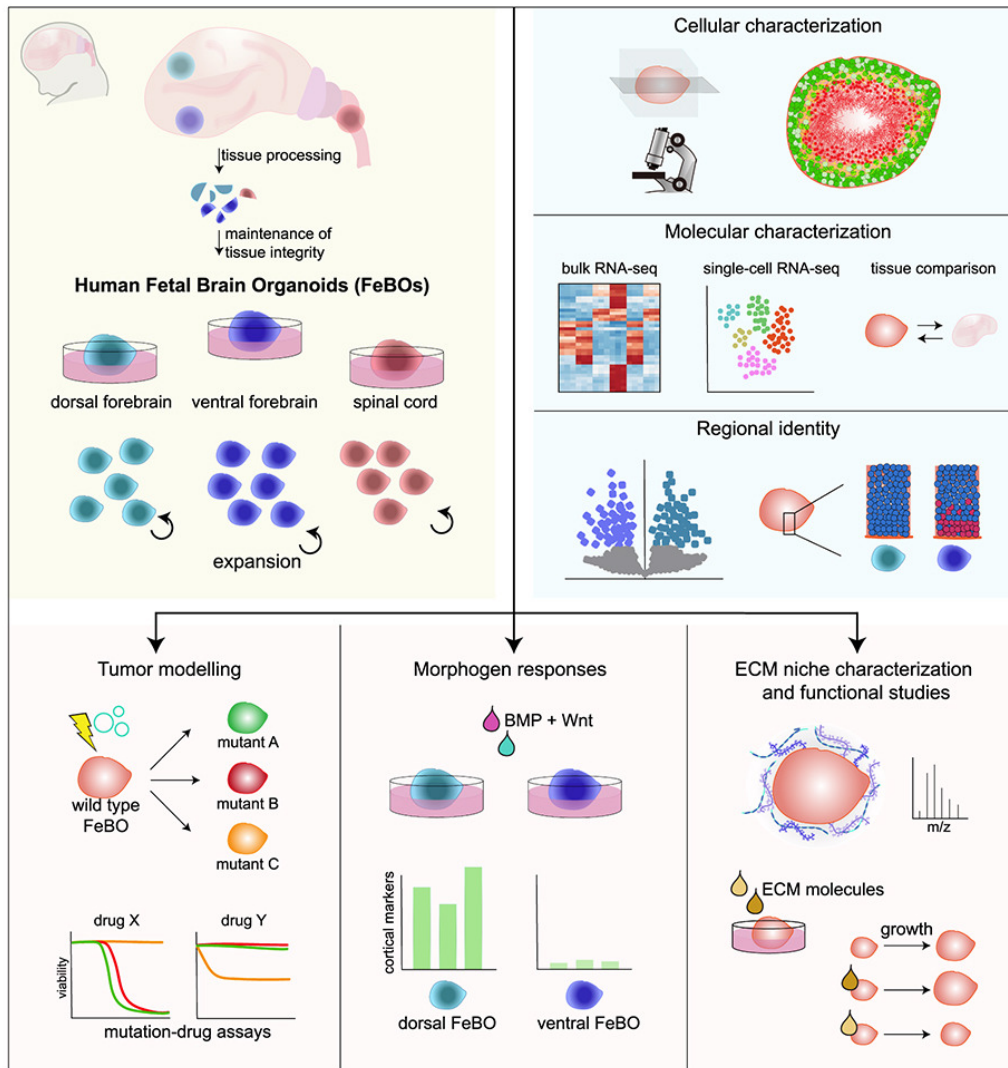 tissue processing
maintenance of
tissue integrity
Human Fetal Brain Organoids (FeBOs)
dorsal forebrain
ventral forebrain
spinal cord
expansion
Cellular characterization
Molecular characterization
bulk RNA-seq
single-cell RNA-seq
tissue comparison
Regional identity
Tumor modelling
wild type
FeBO
mutant A
mutant B
mutant C
drug X
drug Y
viability
mutation-drug assays
Morphogen responses
BMP + Wnt
cortical markers
dorsal FeBO
ventral FeBO
ECM niche characterization
and functional studies
m/z
ECM molecules
growth